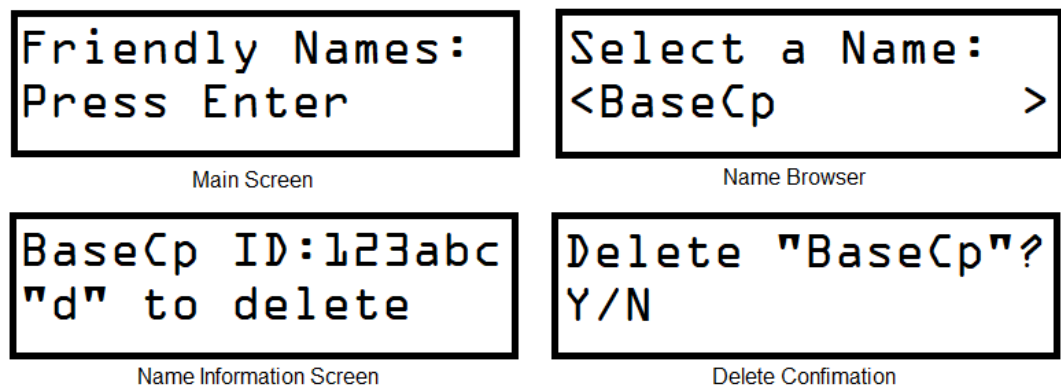 Friendly Names:
Press Enter
Main Screen
Select a Name:
<BaseCp >
Name Browser
BaseCp ID:123abc
"d" to delete
Name Information Screen
Delete "BaseCp"?
Y/N
Delete Confimation